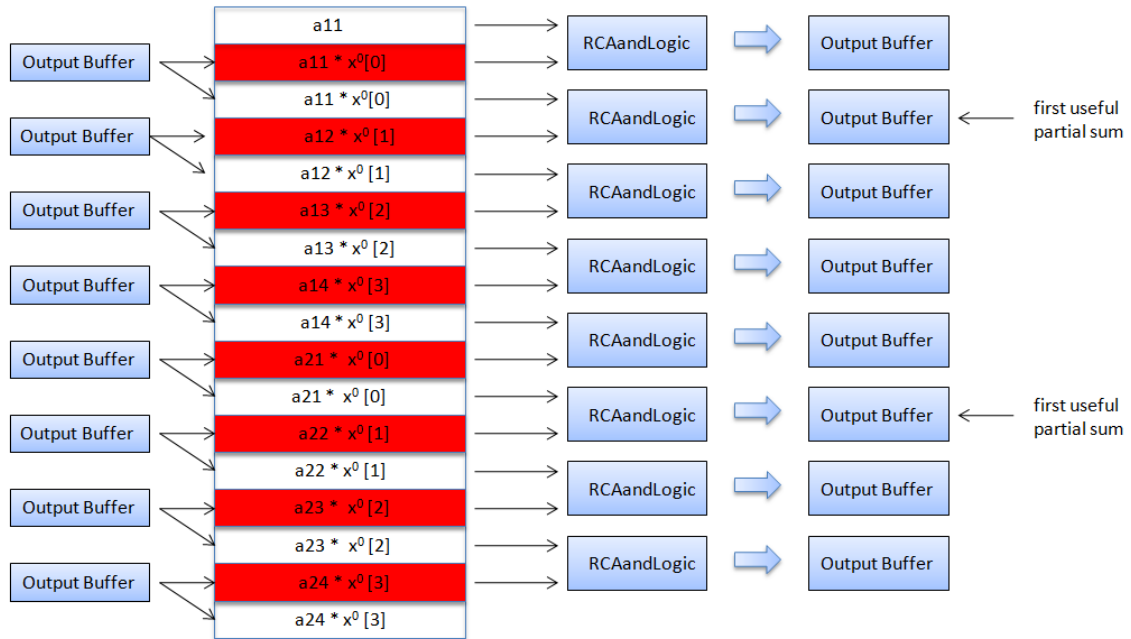 a11
RCAandLogic
Output Buffer
Output Buffer
a11 * x⁰[0]
a11 * x⁰[0]
RCAandLogic
Output Buffer
first useful
partial sum
Output Buffer
a12 * x⁰ [1]
a12 * x⁰ [1]
RCAandLogic
Output Buffer
Output Buffer
a13 * x⁰ [2]
a13 * x⁰ [2]
RCAandLogic
Output Buffer
Output Buffer
a14 * x⁰ [3]
a14 * x⁰ [3]
RCAandLogic
Output Buffer
Output Buffer
a21 * x⁰ [0]
a21 * x⁰ [0]
RCAandLogic
Output Buffer
first useful
partial sum
Output Buffer
a22 * x⁰ [1]
a22 * x⁰ [1]
RCAandLogic
Output Buffer
Output Buffer
a23 * x⁰ [2]
a23 * x⁰ [2]
RCAandLogic
Output Buffer
Output Buffer
a24 * x⁰ [3]
a24 * x⁰ [3]